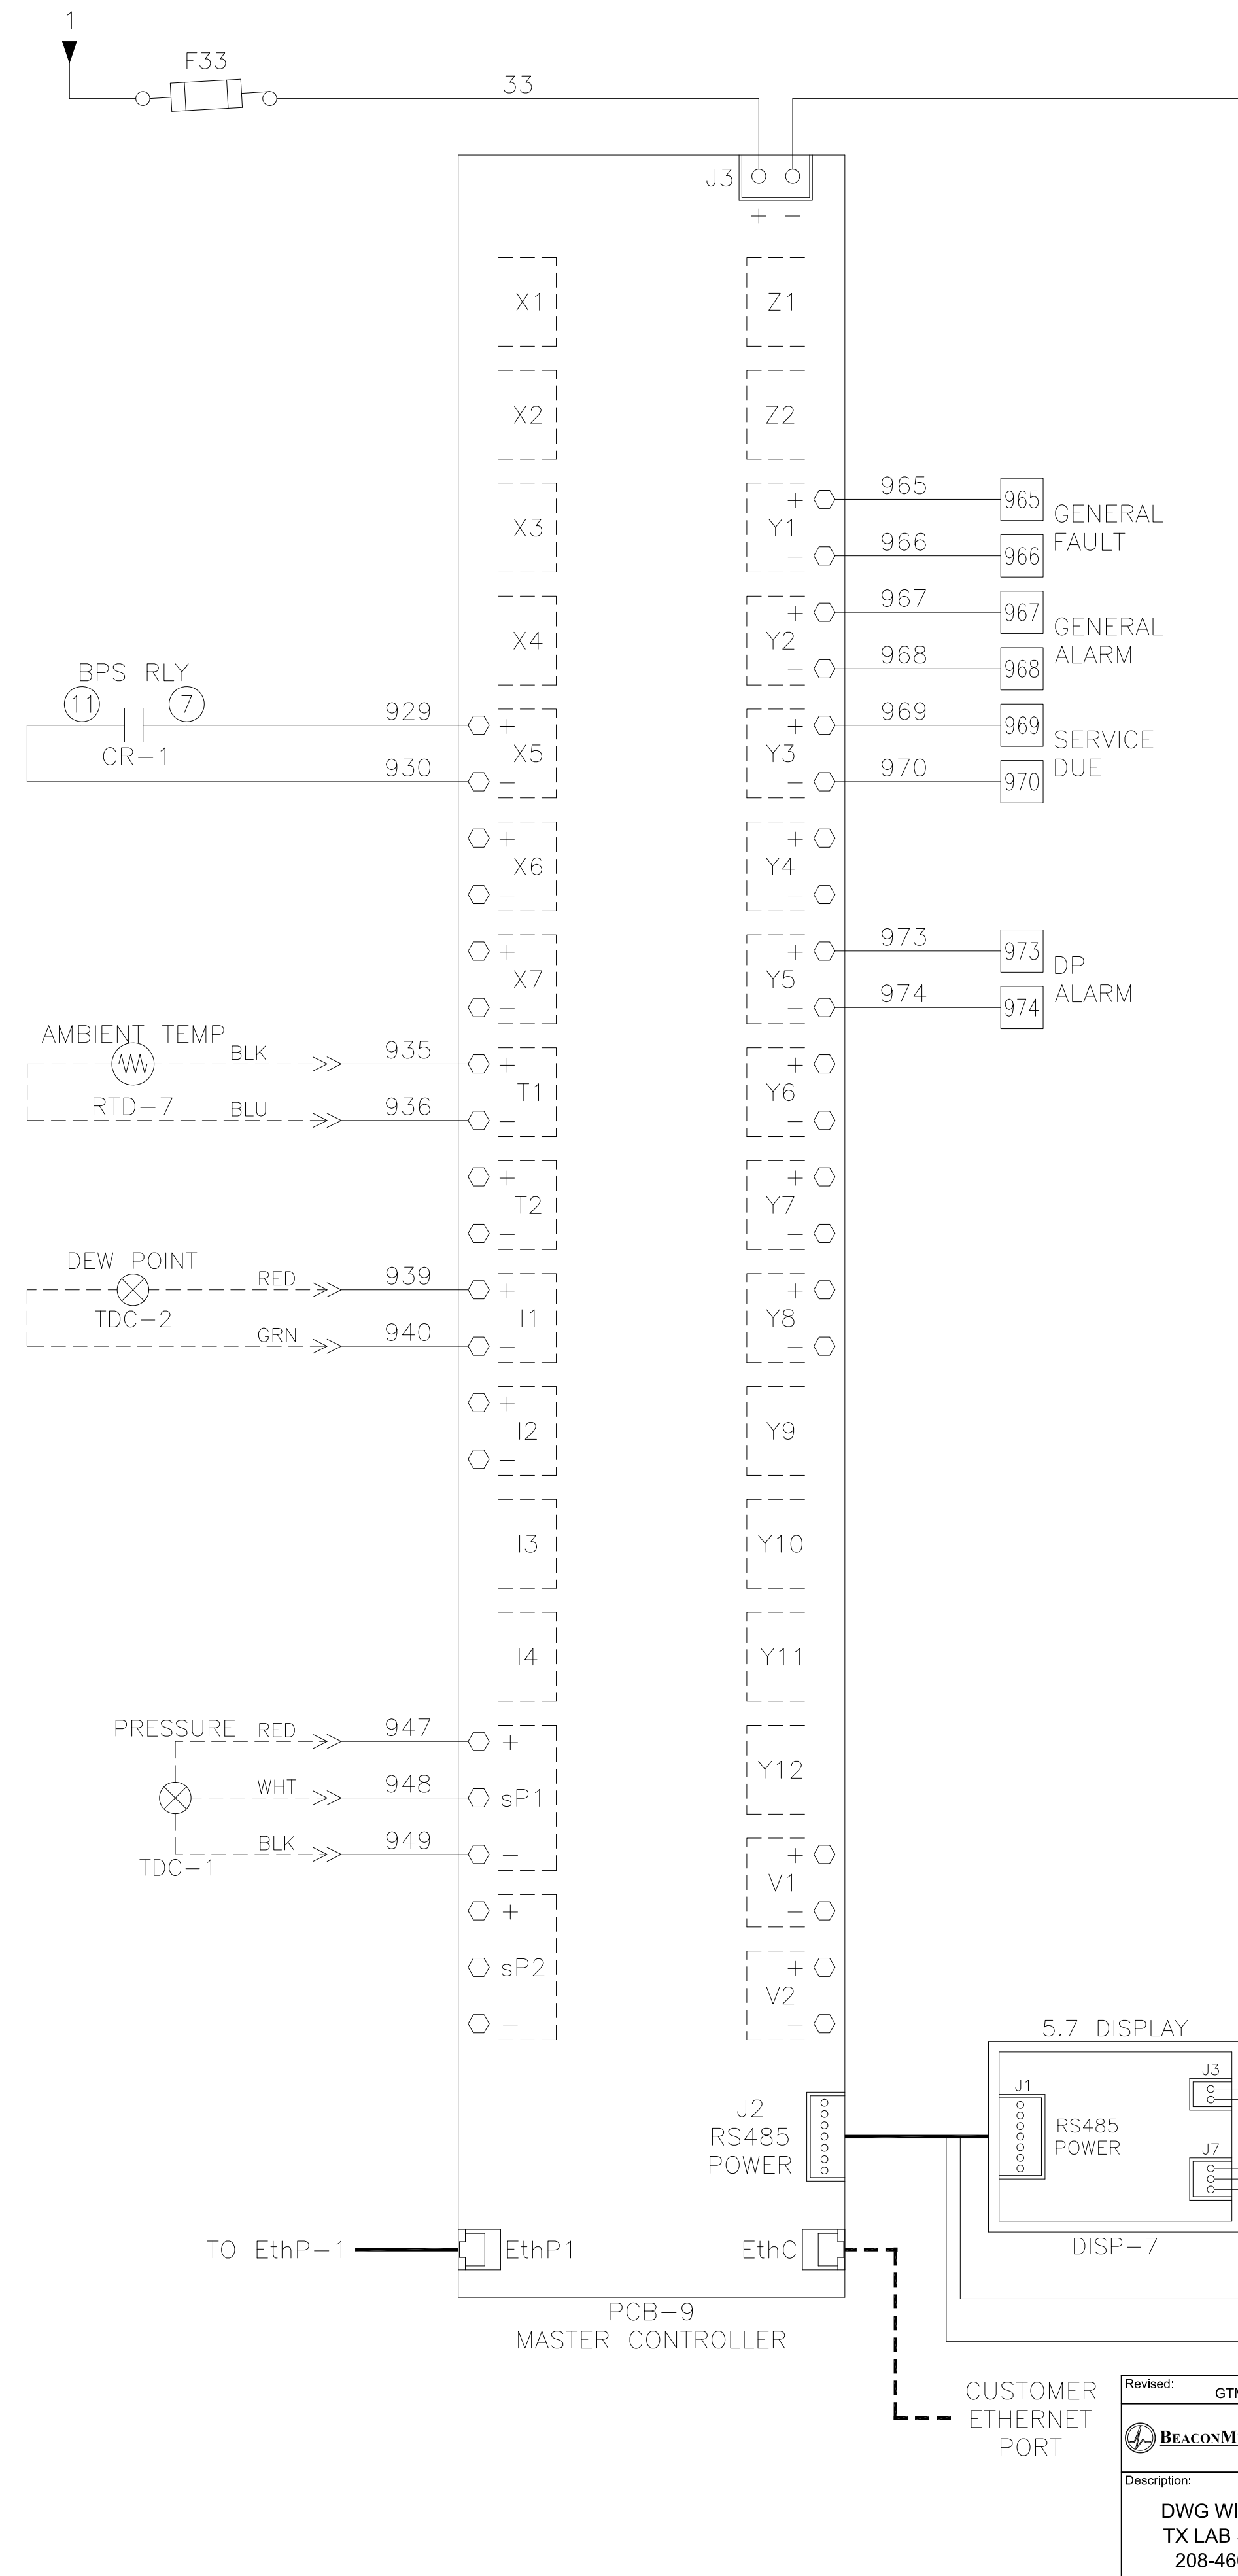 1
F33
33
J3
+ −
X1
Z1
X2
Z2
X3
+
Y1
−
965
965
966
966
GENERAL
FAULT
X4
+
Y2
−
967
967
968
968
GENERAL
ALARM
BPS RLY
11
7
CR−1
929
930
+
X5
−
+
Y3
−
969
969
970
970
SERVICE
DUE
+
X6
−
+
Y4
−
+
X7
−
+
Y5
−
973
973
974
974
DP
ALARM
AMBIENT TEMP
BLK
935
RTD−7
BLU
936
+
T1
−
+
Y6
−
+
T2
−
+
Y7
−
DEW POINT
RED
939
TDC−2
GRN
940
+
I1
−
+
Y8
−
+
I2
−
Y9
I3
Y10
I4
Y11
PRESSURE
RED
947
WHT
948
BLK
949
TDC−1
+
sP1
−
Y12
+
V1
−
+
sP2
−
+
V2
−
5.7 DISPLAY
J1
RS485
POWER
J3
J7
DISP−7
J2
RS485
POWER
TO EthP−1
EthP1
EthC
PCB−9
MASTER CONTROLLER
CUSTOMER
ETHERNET
PORT
Revised:
BEACONM
Description:
DWG WI
TX LAB